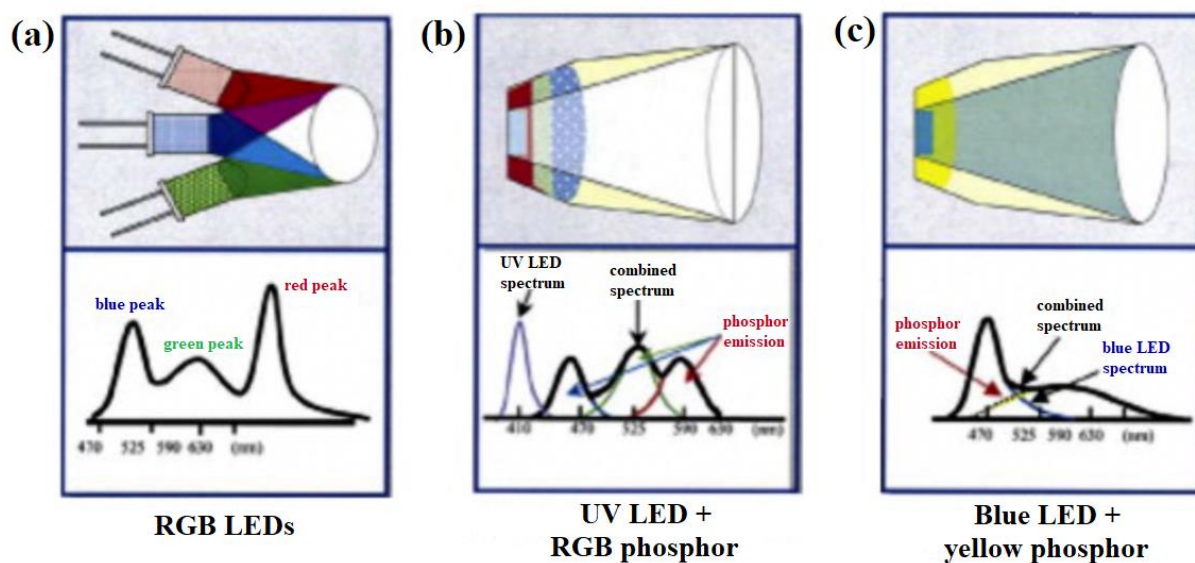 (a)
blue peak
green peak
red peak
470 525 590 630 (nm)
RGB LEDs
(b)
UV LED
spectrum
combined
spectrum
phosphor
emission
410 470 525 590 630 (nm)
UV LED +
RGB phosphor
(c)
phosphor
emission
combined
spectrum
blue LED
spectrum
470 525 590 630 (nm)
Blue LED +
yellow phosphor